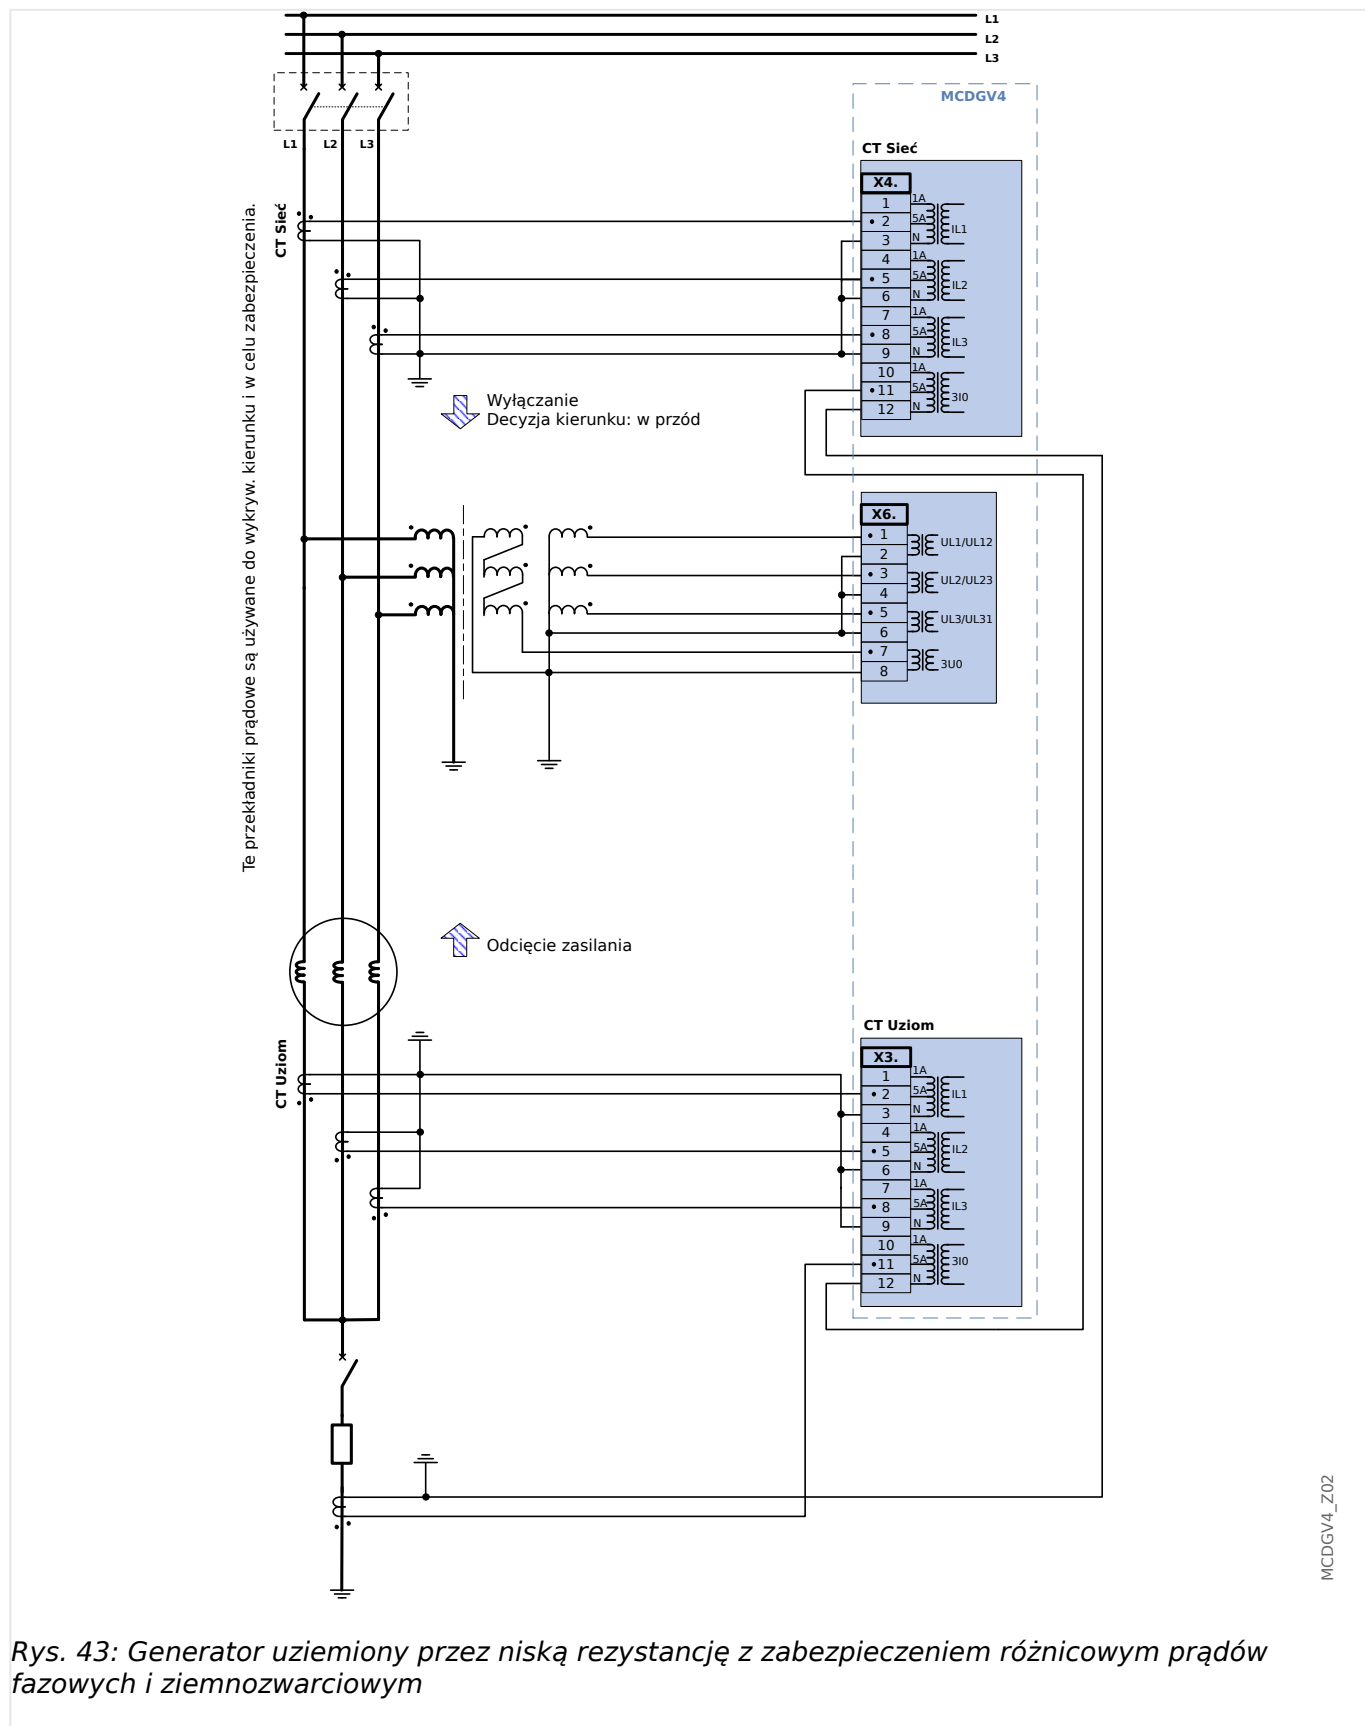 L1
L2
L3
MCDGV4
L1 L2 L3
CT Sieć
X4.
1 1A
• 2 5A IL1
3 N
4 1A
• 5 5A IL2
6 N
7 1A
• 8 5A IL3
9 N
10 1A
• 11 5A 3I0
12 N
CT Sieć
Te przekładniki prądowe są używane do wykryw. kierunku i w celu zabezpieczenia.
Wyłączanie
Decyzja kierunku: w przód
X6.
• 1 UL1/UL12
2
• 3 UL2/UL23
4
• 5 UL3/UL31
6
• 7 3U0
8
Odcięcie zasilania
CT Uziom
CT Uziom
X3.
1 1A
• 2 5A IL1
3 N
4 1A
• 5 5A IL2
6 N
7 1A
• 8 5A IL3
9 N
10 1A
• 11 5A 3I0
12 N
MCDGV4_Z02
Rys. 43: Generator uziemiony przez niską rezystancję z zabezpieczeniem różnicowym prądów
fazowych i ziemnozwarciowym